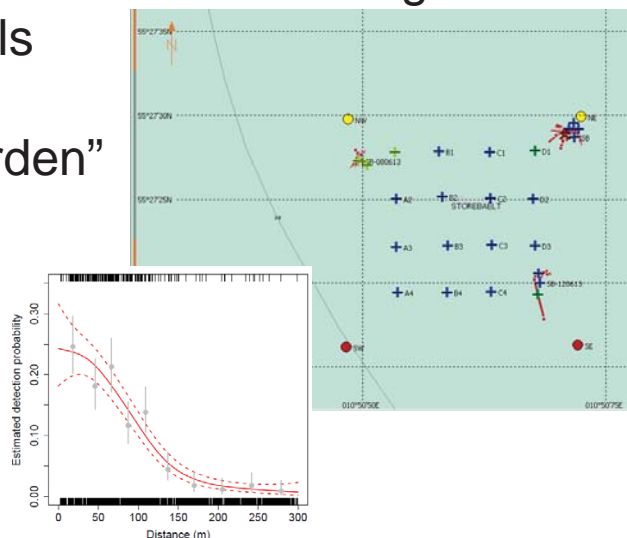 ls
rden”
N
55°27'35N
55°27'30N
55°27'25N
NW
NE
SB-080613
B1
C1
D1
A2
B2
C2
D2
STOREBAELT
A3
B3
C3
D3
SB-120613
A4
B4
C4
SW
SE
010°50'50E
010°50'75E
Estimated detection probability
0.30
0.20
0.10
0.00
0 50 100 150 200 250 300
Distance (m)